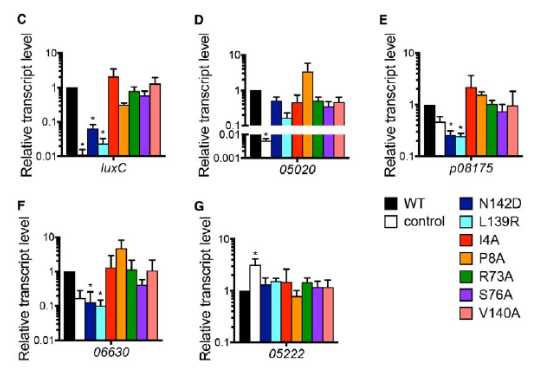 C
D
E
Relative transcript level
10
1
0.1
0.01
*
*
*
luxC
Relative transcript level
10
1
0.1
0.01
0.001
*
05020
Relative transcript level
10
1
0.1
*
*
p08175
WT
control
N142D
L139R
I4A
P8A
R73A
S76A
V140A
F
G
Relative transcript level
10
1
0.1
0.01
*
*
06630
Relative transcript level
10
1
0.1
*
05222